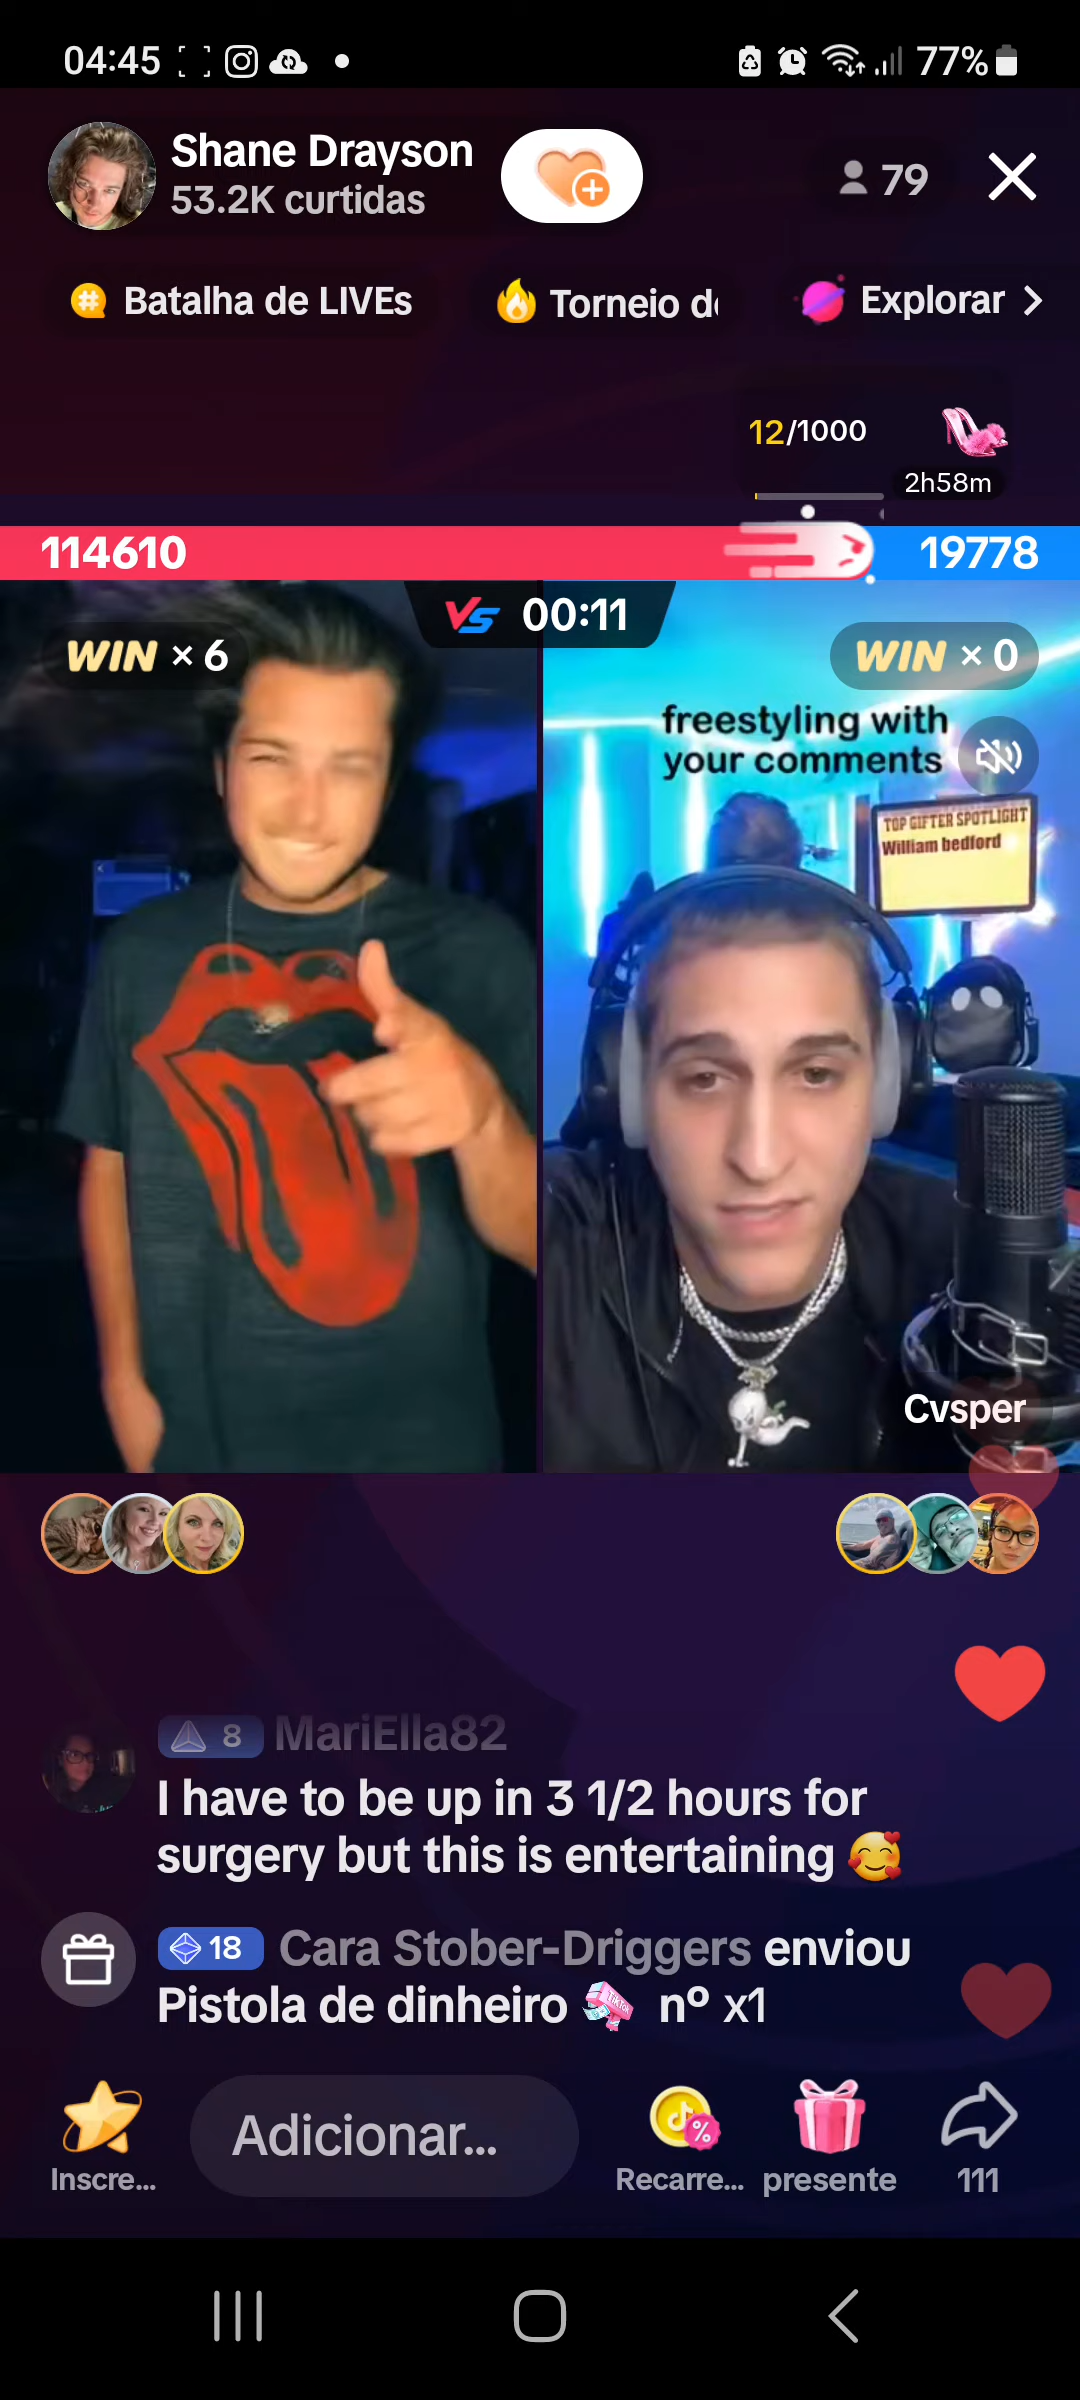 04:45
77%
Shane Drayson
53.2K curtidas
79
Batalha de LIVEs
Torneio d
Explorar
12/1000
2h58m
114610
19778
VS 00:11
WIN × 6
WIN × 0
freestyling with
your comments
TOP GIFTER SPOTLIGHT
William bedford
Cvsper
8 MariElla82
I have to be up in 3 1/2 hours for
surgery but this is entertaining
18 Cara Stober-Driggers enviou
Pistola de dinheiro nº x1
Adicionar...
Inscre...
Recarre...
presente
111